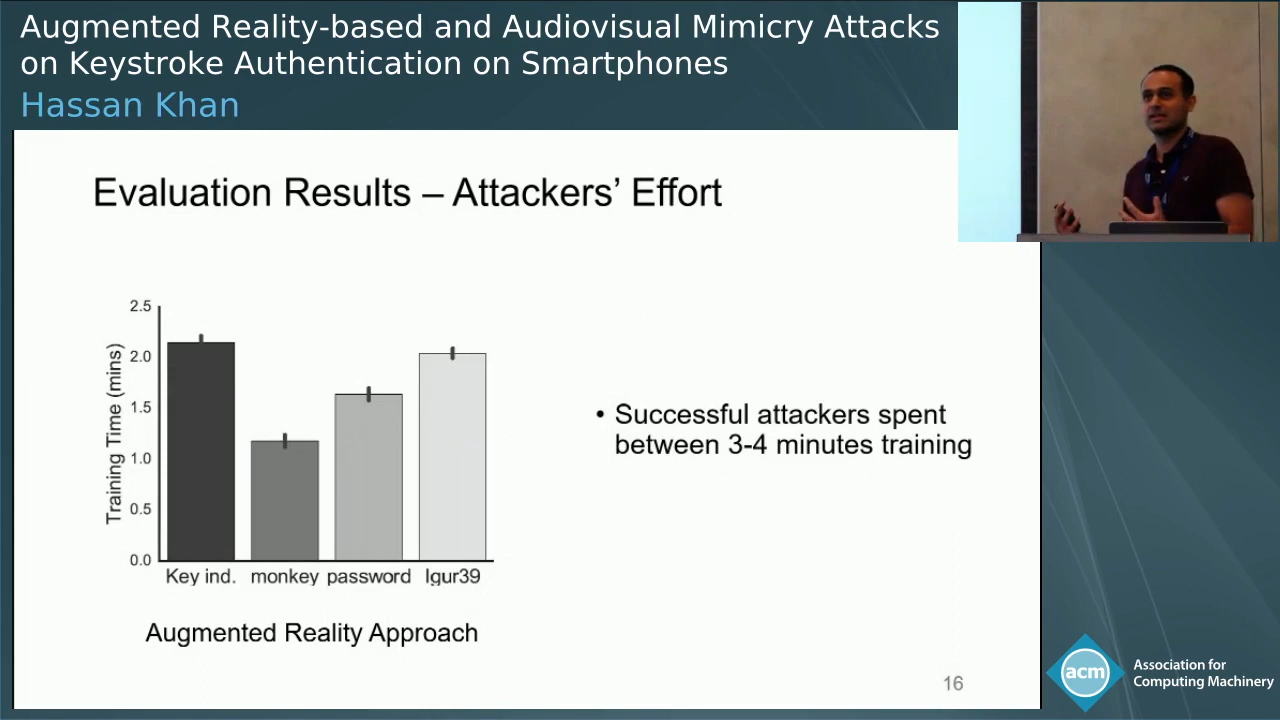 Augmented Reality-based and Audiovisual Mimicry Attacks
on Keystroke Authentication on Smartphones
Hassan Khan
Evaluation Results – Attackers’ Effort
2.5
2.0
1.5
1.0
0.5
0.0
Training Time (mins)
Key ind. monkey password lgur39
Augmented Reality Approach
• Successful attackers spent
between 3-4 minutes training
16
acm
Association for
Computing Machinery